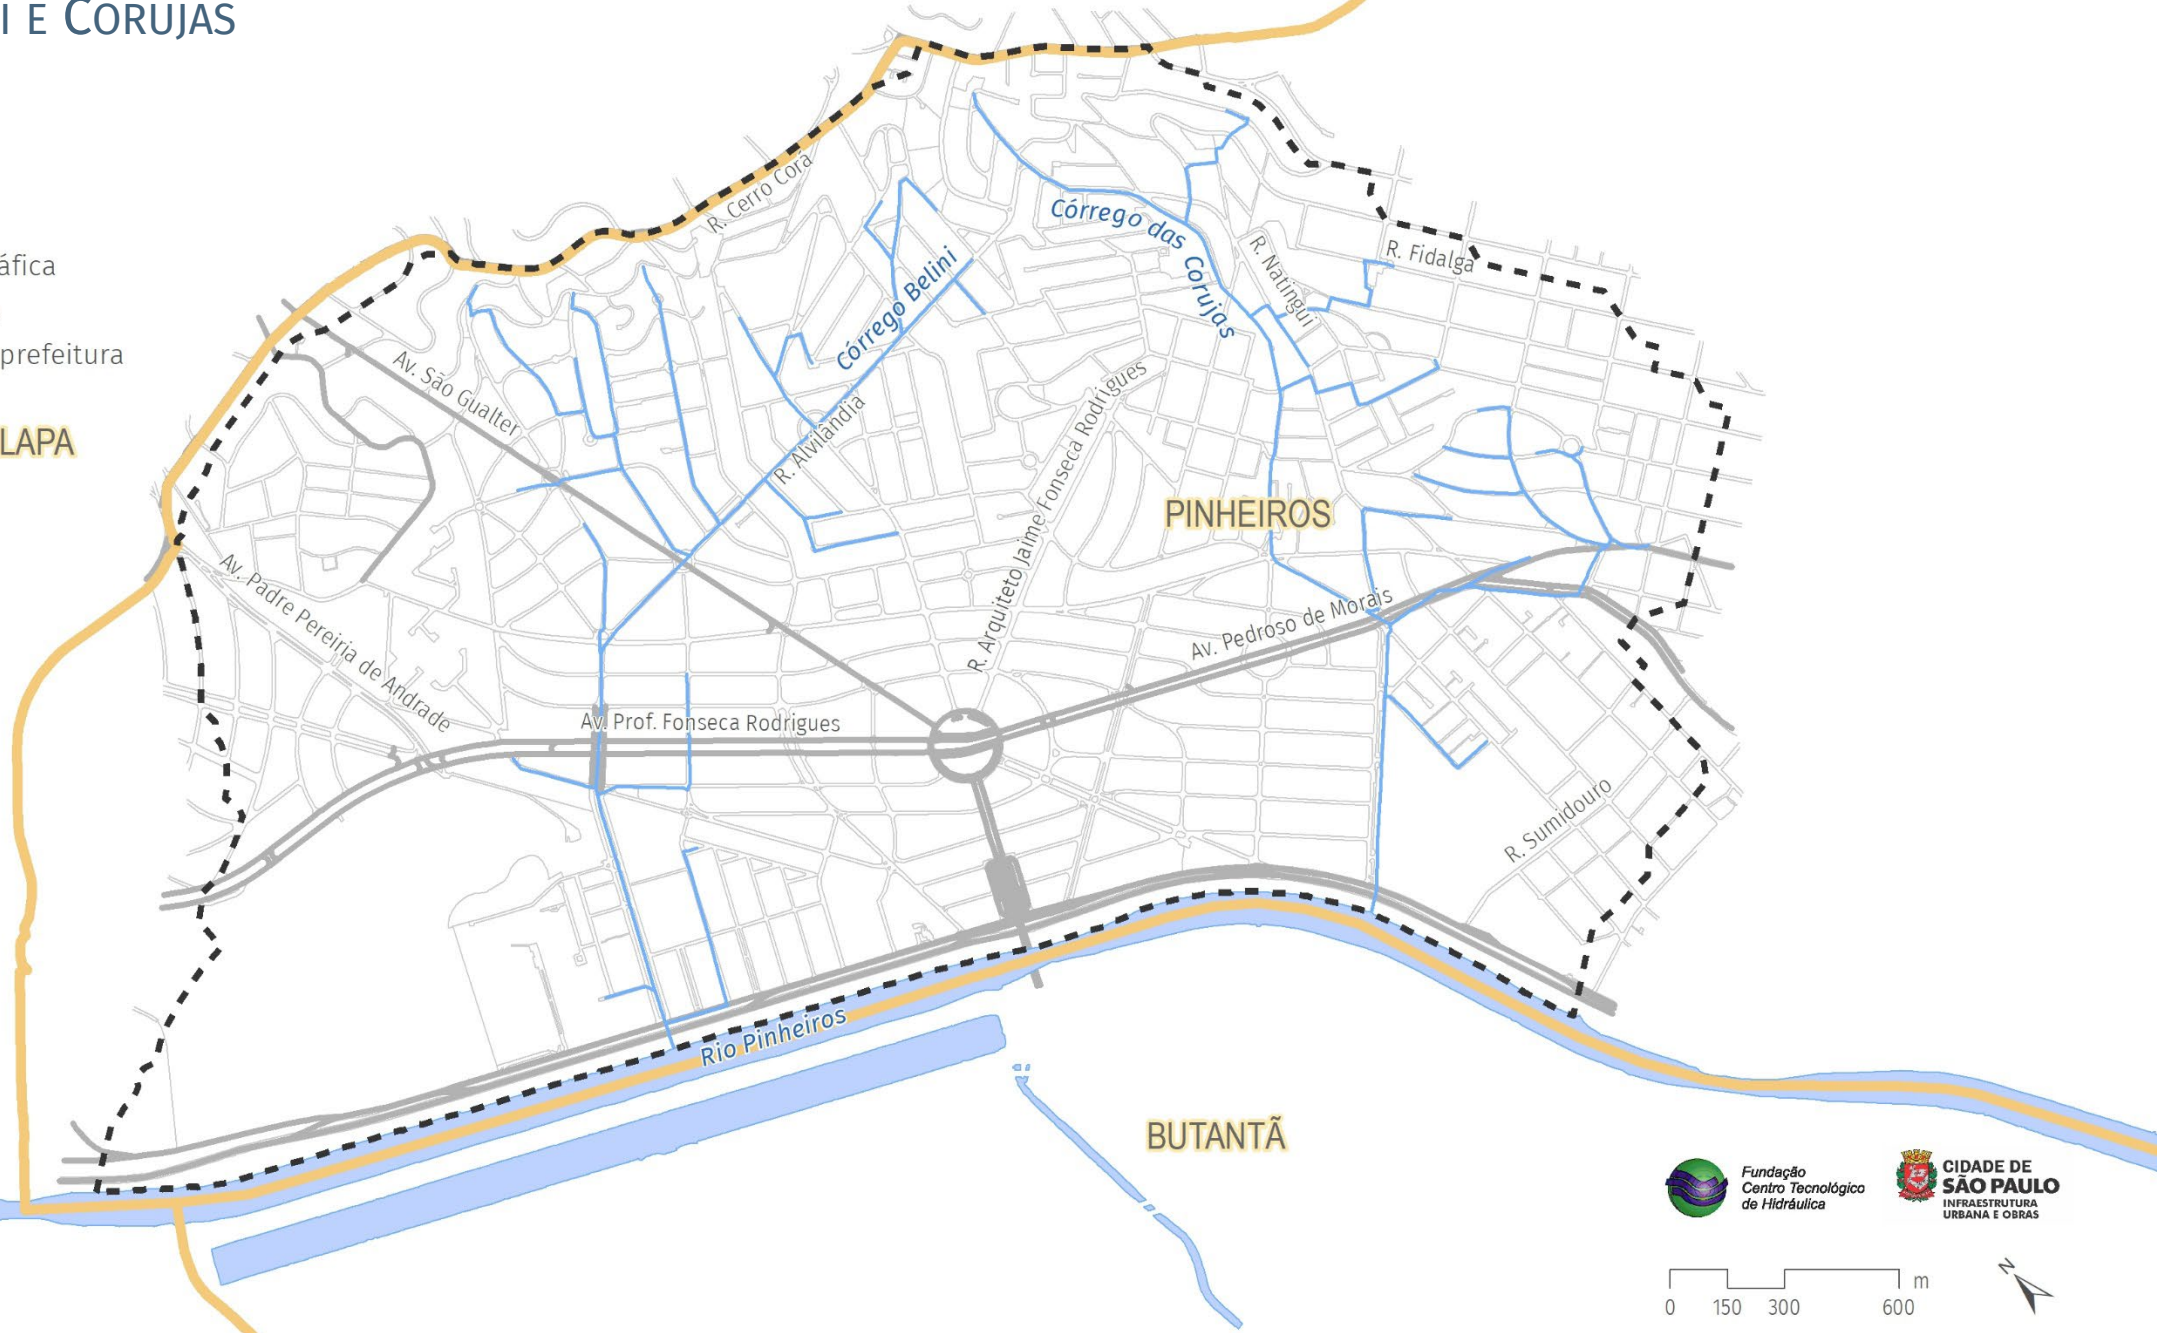 I E CORUJAS
R. Cerro Corá
Córrego das Corujas
R. Natingui
R. Fidalga
áfica
Córrego Belini
prefeitura
Av. São Gualter
LAPA
R. Alvilândia
R. Arquiteto Jaime Fonseca Rodrigues
PINHEIROS
Av. Padre Pereiria de Andrade
Av. Pedroso de Morais
Av. Prof. Fonseca Rodrigues
R. Sumidouro
Rio Pinheiros
BUTANTÃ
Fundação
Centro Tecnológico
de Hidráulica
CIDADE DE
SÃO PAULO
INFRAESTRUTURA
URBANA E OBRAS
N
m
0 150 300 600